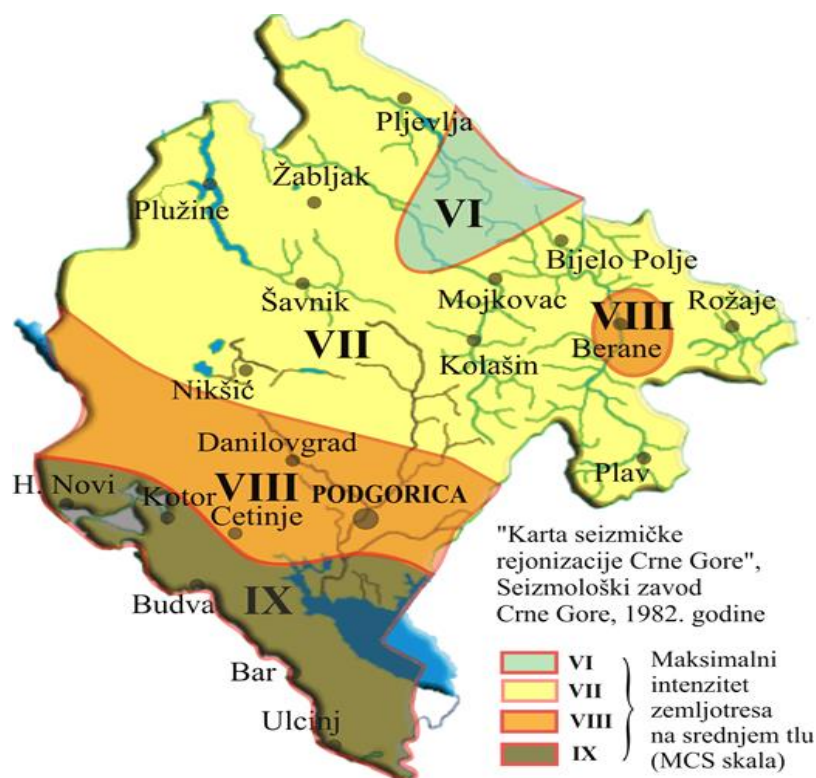 Pljevlja
Žabljak
Plužine
VI
Bijelo Polje
Šavnik
Mojkovac
VIII
Rožaje
VII
Kolašin
Berane
Nikšić
Danilovgrad
Plav
H. Novi
Kotor
VIII
PODGORICA
Cetinje
"Karta seizmičke
rejonizacije Crne Gore",
Seizmološki zavod
Crne Gore, 1982. godine
Budva
IX
Bar
Ulcinj
VI
VII
VIII
IX
Maksimalni
intenzitet
zemljotresa
na srednjem tlu
(MCS skala)